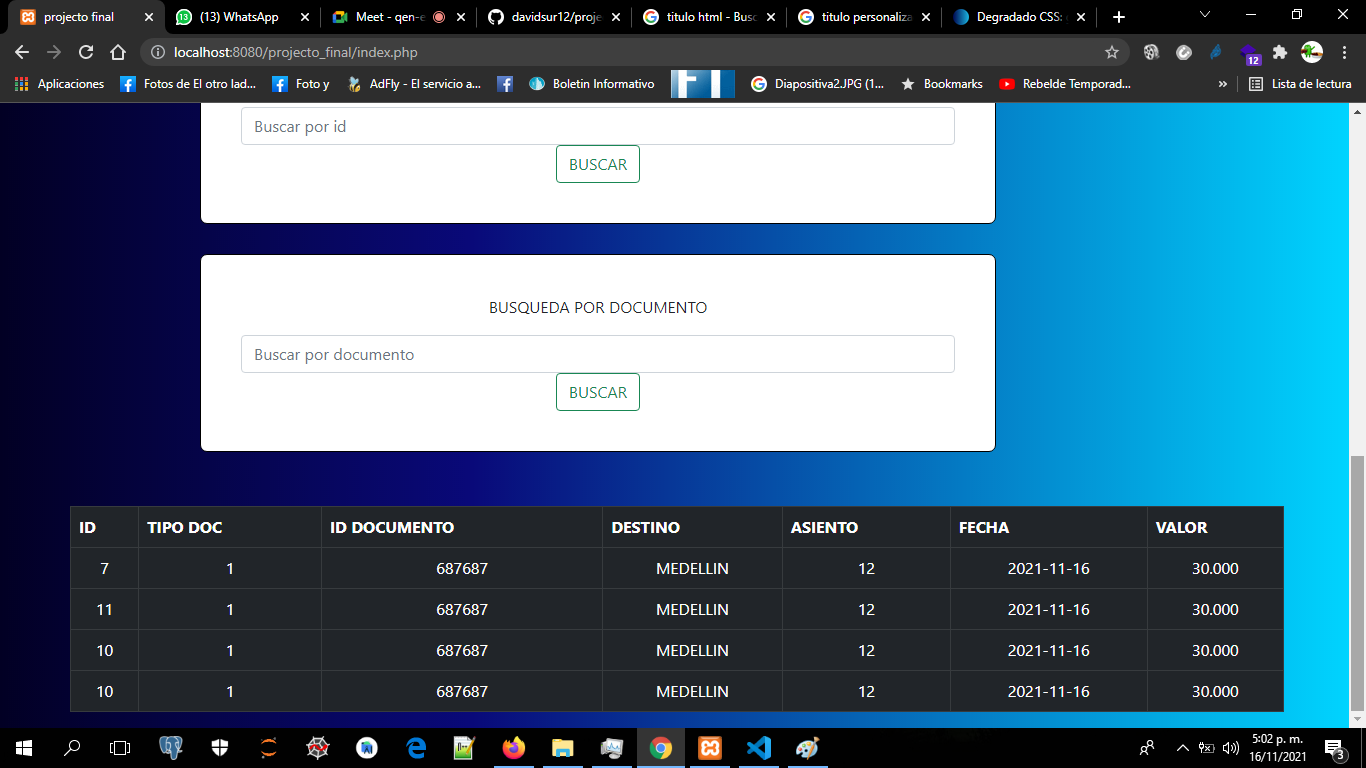 projecto final
(13) WhatsApp
Meet - qen-e
davidsur12/proje
titulo html - Bus
titulo personaliza
Degradado CSS:
localhost:8080/projecto_final/index.php
12
Aplicaciones
Fotos de El otro lad...
Foto y
AdFly - El servicio a...
Boletin Informativo
Diapositiva2.JPG (1...
Bookmarks
Rebelde Temporad...
»
Lista de lectura
Buscar por id
BUSCAR
BUSQUEDA POR DOCUMENTO
Buscar por documento
BUSCAR
ID TIPO DOC ID DOCUMENTO DESTINO ASIENTO FECHA VALOR
7 1 687687 MEDELLIN 12 2021-11-16 30.000
11 1 687687 MEDELLIN 12 2021-11-16 30.000
10 1 687687 MEDELLIN 12 2021-11-16 30.000
10 1 687687 MEDELLIN 12 2021-11-16 30.000
5:02 p. m.
16/11/2021
3